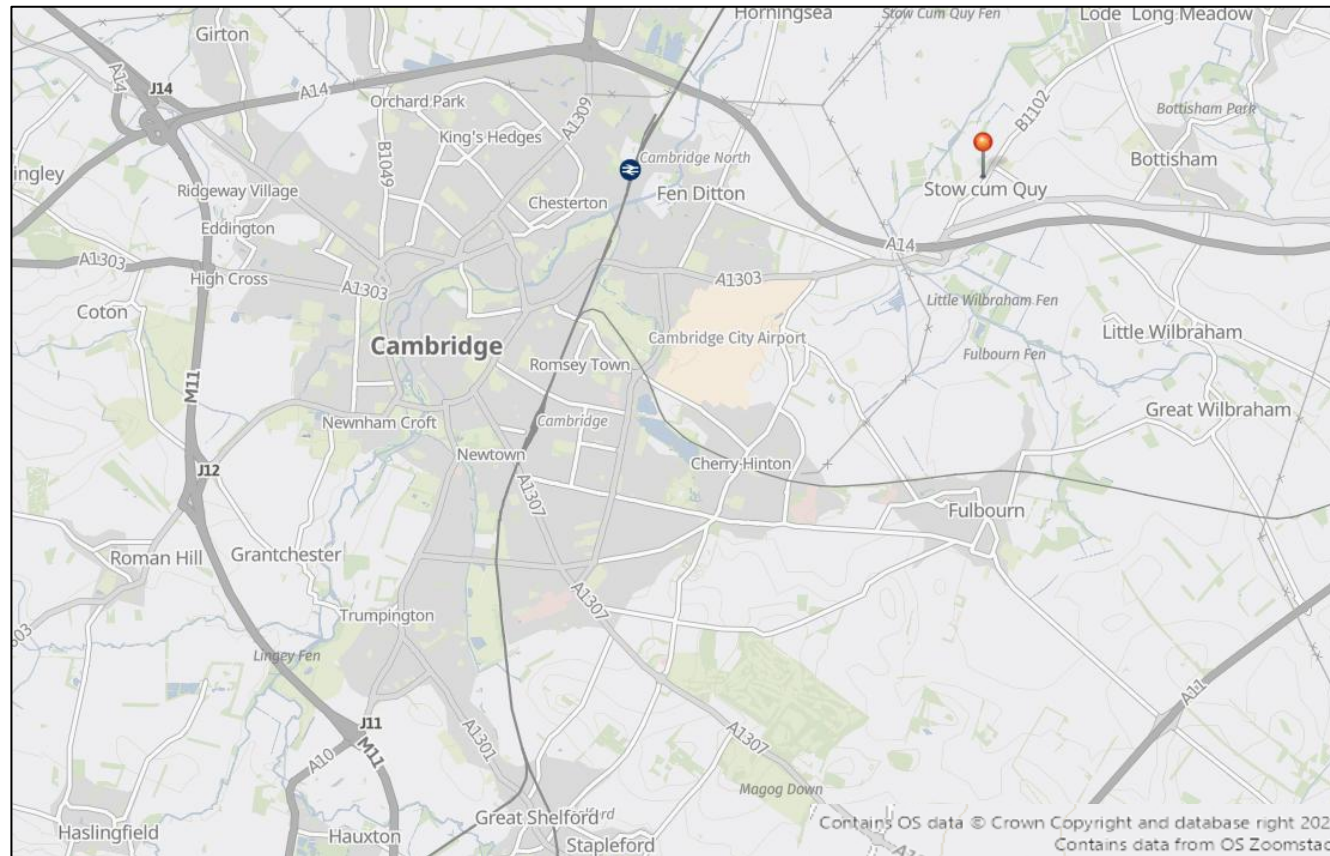 Horningsea
Stow Cum Quy Fen
Lode
Long Meadow
Girton
A14
J14
A14
Orchard Park
A1309
B1102
Bottisham Park
King's Hedges
B1049
Cambridge North
Bottisham
ingley
Ridgeway Village
Chesterton
Fen Ditton
Stow cum Quy
Eddington
A14
A1303
High Cross
A1303
A1303
Coton
Little Wilbraham Fen
Cambridge
Cambridge City Airport
Little Wilbraham
Fulbourn Fen
Romsey Town
M11
Great Wilbraham
Newnham Croft
Cambridge
Newtown
Cherry Hinton
J12
A1307
Fulbourn
Roman Hill
Grantchester
A1307
Trumpington
Lingey Fen
A11
J11
A10
M11
A1301
A1307
Magog Down
Great Shelford
Haslingfield
Hauxton
Stapleford
Contains OS data © Crown Copyright and database right 202
Contains data from OS Zoomstac